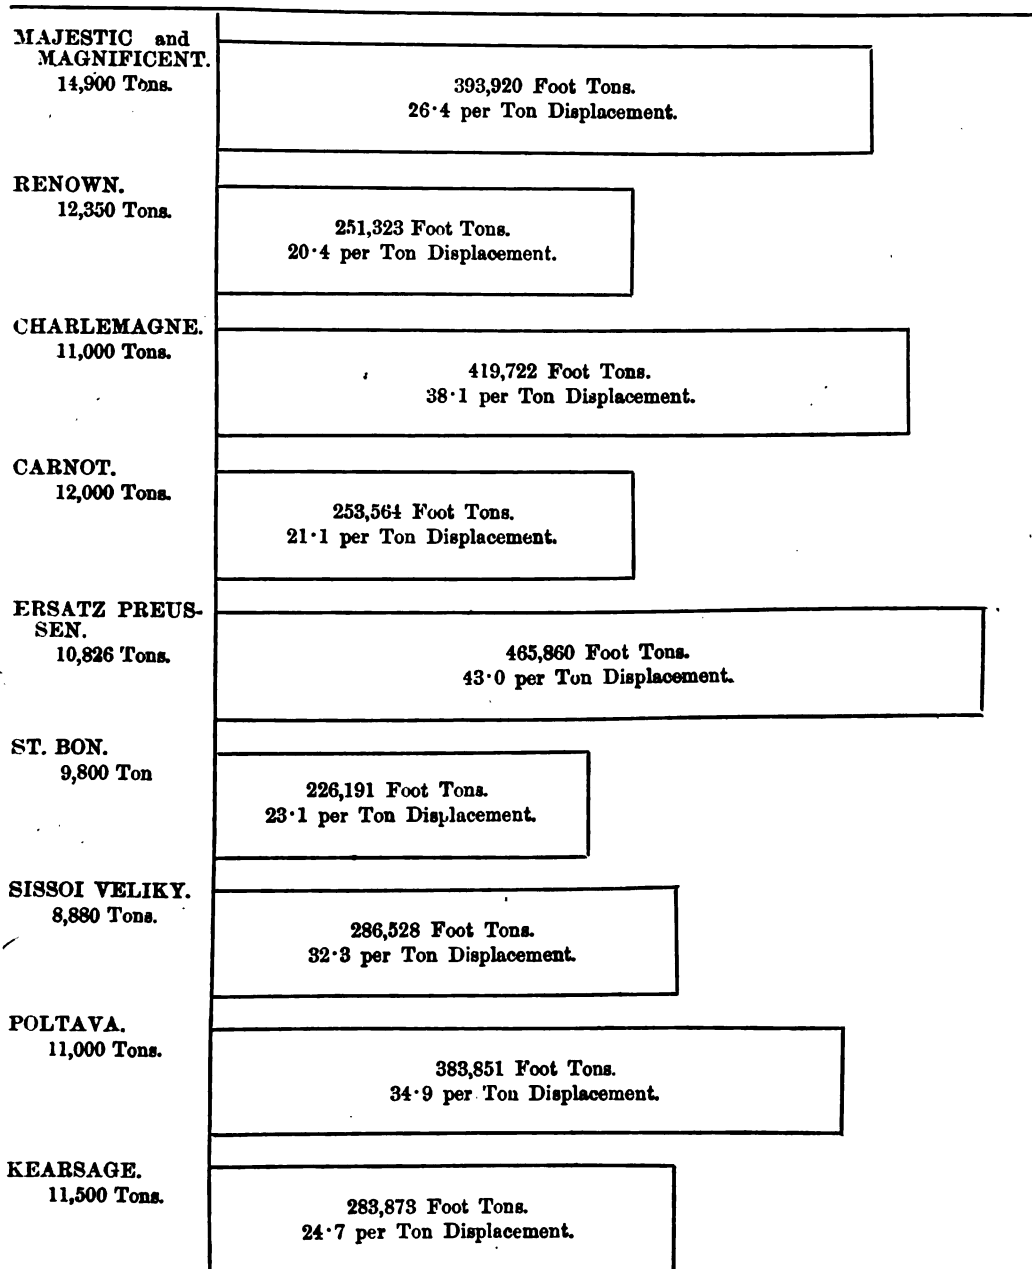 MAJESTIC and
MAGNIFICENT.
14,900 Tons.
393,920 Foot Tons.
26·4 per Ton Displacement.
RENOWN.
12,350 Tons.
251,323 Foot Tons.
20·4 per Ton Displacement.
CHARLEMAGNE.
11,000 Tons.
419,722 Foot Tons.
38·1 per Ton Displacement.
CARNOT.
12,000 Tons.
253,564 Foot Tons.
21·1 per Ton Displacement.
ERSATZ PREUS-
SEN.
10,826 Tons.
465,860 Foot Tons.
43·0 per Ton Displacement.
ST. BON.
9,800 Ton
226,191 Foot Tons.
23·1 per Ton Displacement.
SISSOI VELIKY.
8,880 Tons.
286,528 Foot Tons.
32·3 per Ton Displacement.
POLTAVA.
11,000 Tons.
383,851 Foot Tons.
34·9 per Ton Displacement.
KEARSAGE.
11,500 Tons.
283,873 Foot Tons.
24·7 per Ton Displacement.